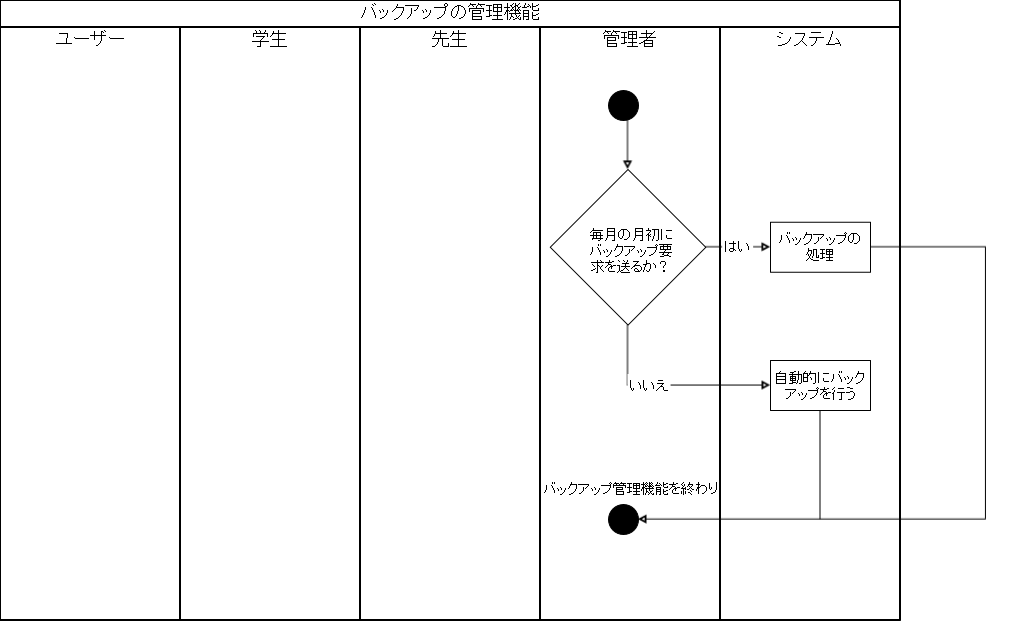 バックアップの管理機能
ユーザー
学生
先生
管理者
システム
毎月の月初に
バックアップ要
求を送るか？
はい
バックアップの
処理
いいえ
自動的にバック
アップを行う
バックアップ管理機能を終わり